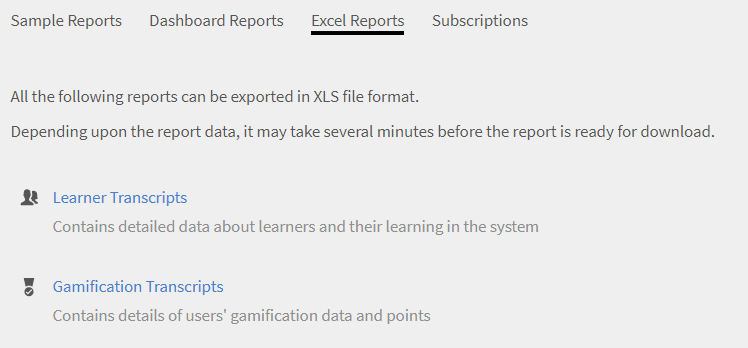 Sample Reports Dashboard Reports Excel Reports Subscriptions
All the following reports can be exported in XLS file format.
Depending upon the report data, it may take several minutes before the report is ready for download.
Learner Transcripts
Contains detailed data about learners and their learning in the system
Gamification Transcripts
Contains details of users' gamification data and points